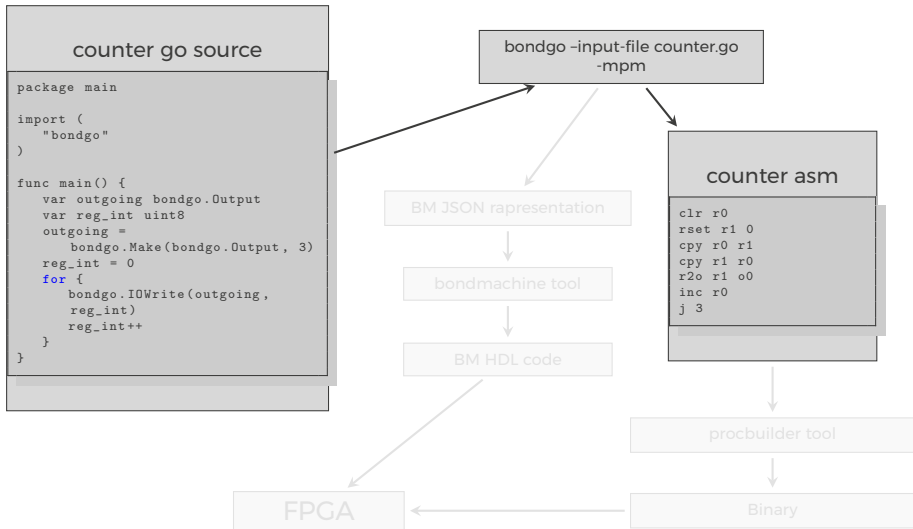 counter go source
package main
import (
"bondgo"
)
func main() {
var outgoing bondgo.Output
var reg_int uint8
outgoing =
bondgo.Make(bondgo.Output, 3)
reg_int = 0
for {
bondgo.IOWrite(outgoing,
reg_int)
reg_int++
}
}
bondgo –input-file counter.go
-mpm
BM JSON rapresentation
bondmachine tool
BM HDL code
FPGA
counter asm
clr r0
rset r1 0
cpy r0 r1
cpy r1 r0
r2o r1 o0
inc r0
j 3
procbuilder tool
Binary